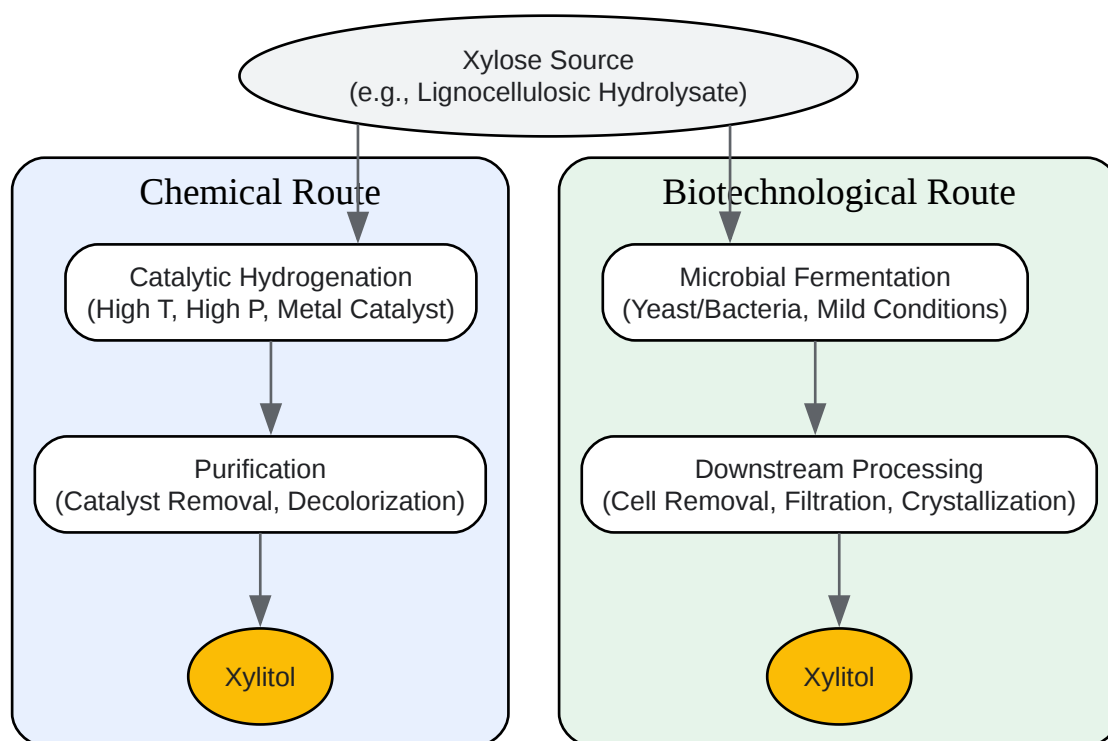 Xylose Source
(e.g., Lignocellulosic Hydrolysate)
Chemical Route
Catalytic Hydrogenation
(High T, High P, Metal Catalyst)
Purification
(Catalyst Removal, Decolorization)
Xylitol
Biotechnological Route
Microbial Fermentation
(Yeast/Bacteria, Mild Conditions)
Downstream Processing
(Cell Removal, Filtration, Crystallization)
Xylitol